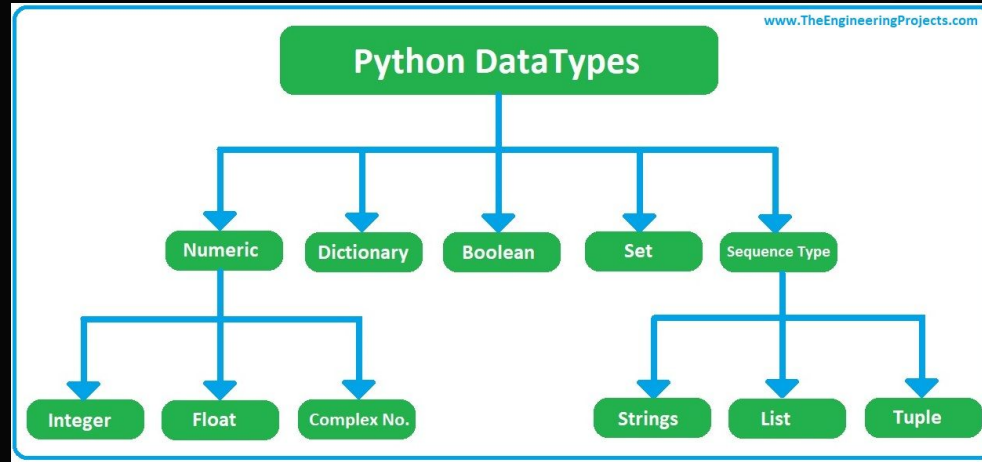 www.TheEngineeringProjects.com
Python DataTypes
Numeric
Dictionary
Boolean
Set
Sequence Type
Integer
Float
Complex No.
Strings
List
Tuple